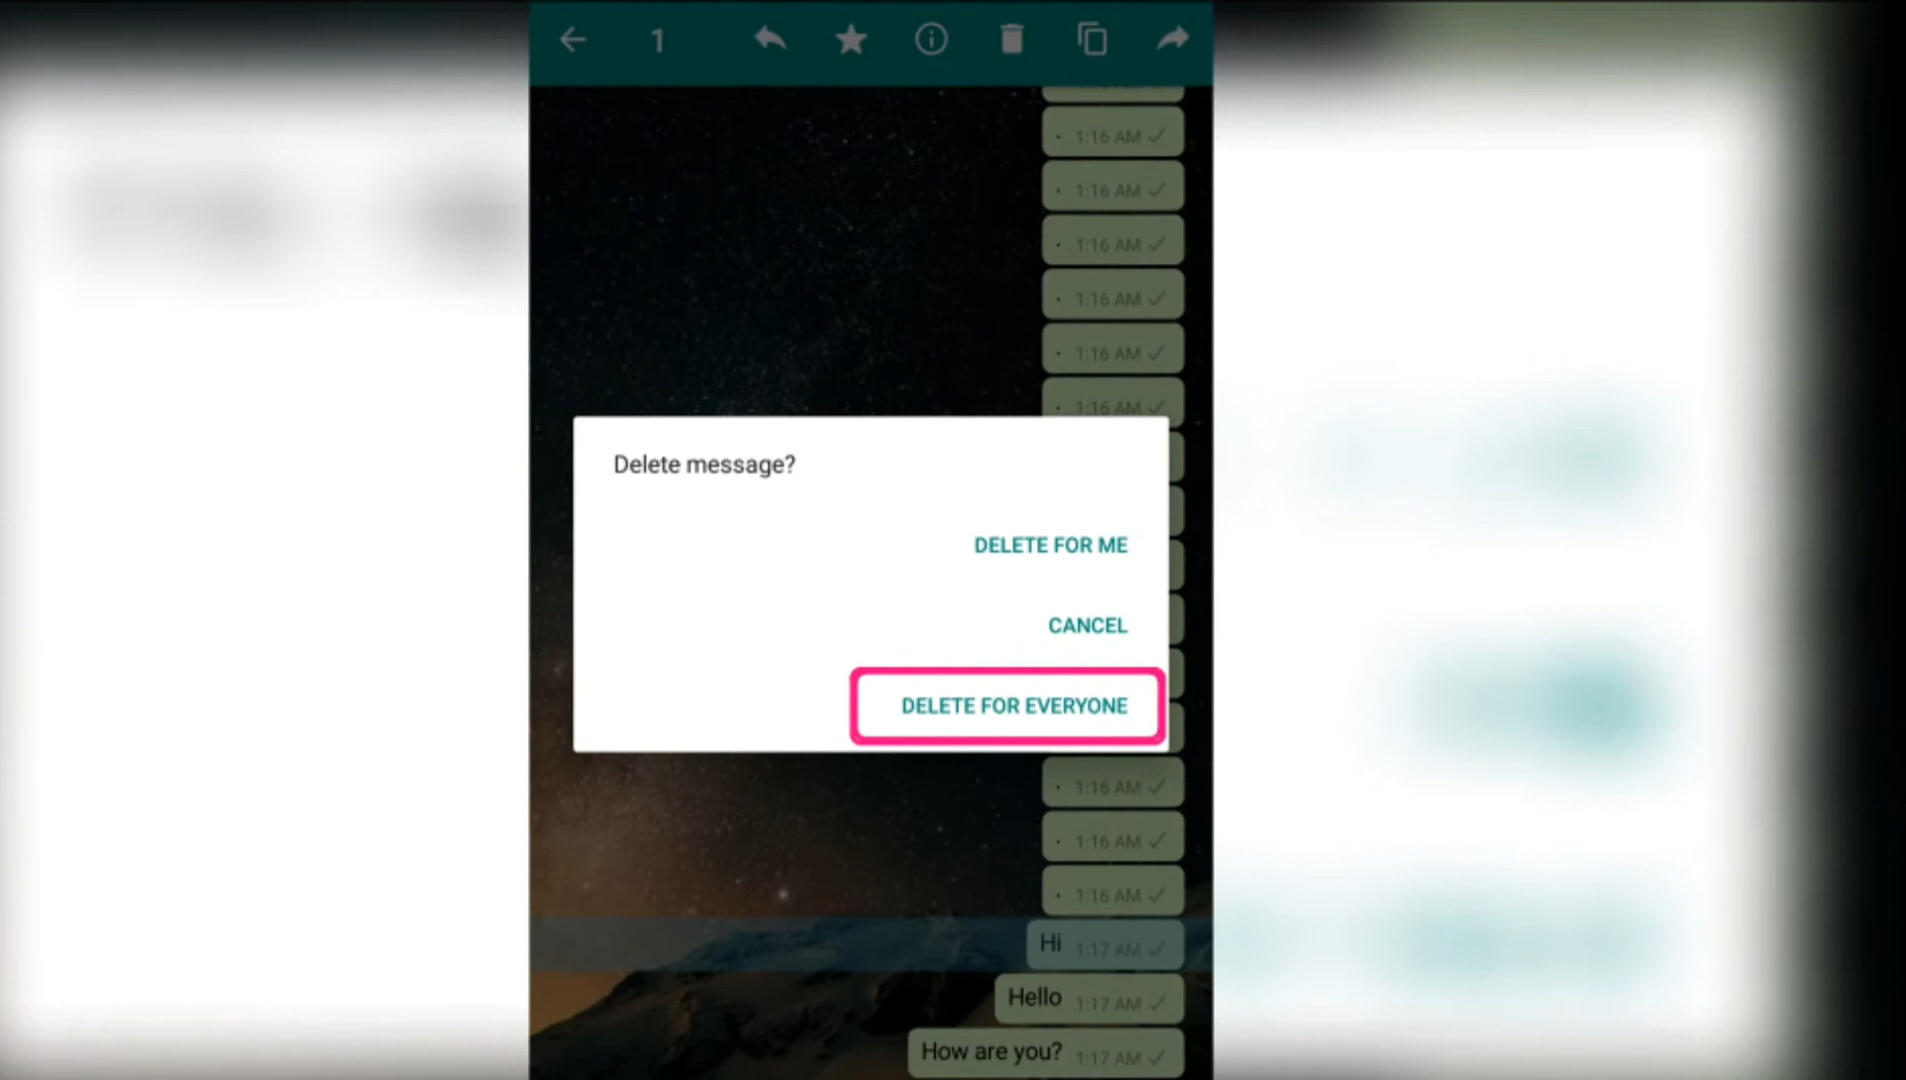 1
· 1:16 AM
· 1:16 AM
· 1:16 AM
· 1:16 AM
· 1:16 AM
· 1:16 AM
Delete message?
DELETE FOR ME
CANCEL
DELETE FOR EVERYONE
· 1:16 AM
· 1:16 AM
· 1:16 AM
Hi 1:17 AM
Hello 1:17 AM
How are you? 1:17 AM